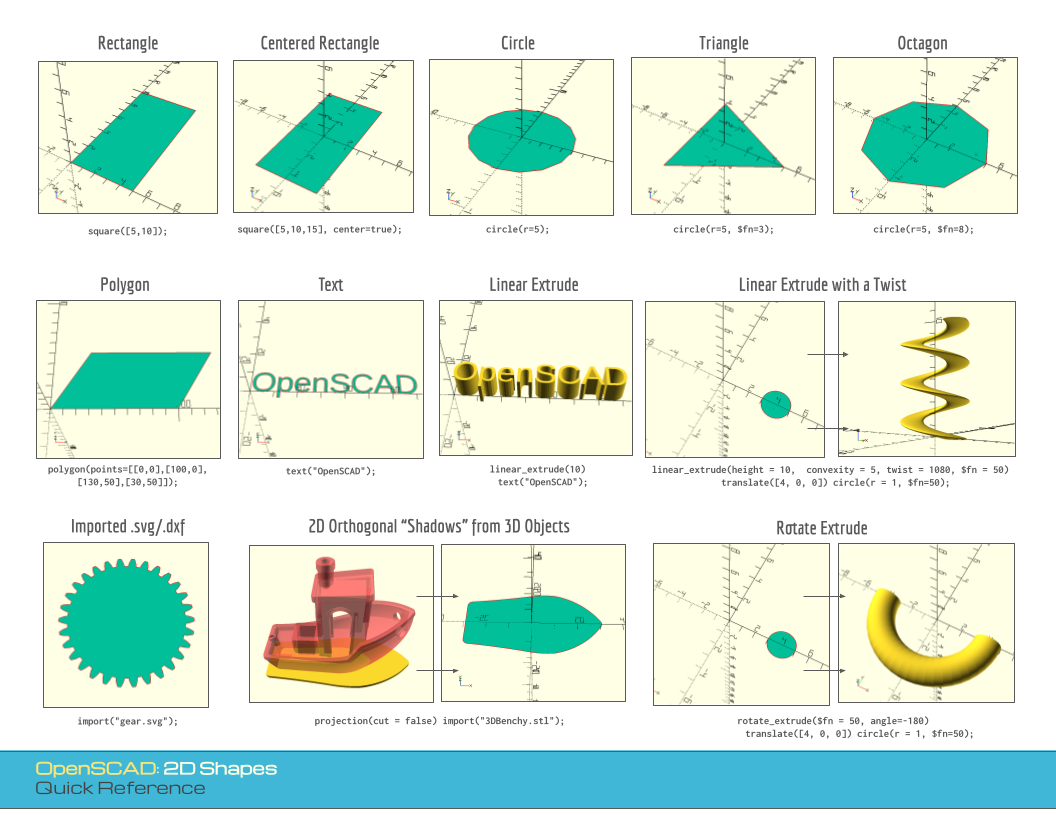 Rectangle
Centered Rectangle
Circle
Triangle
Octagon
square([5,10]);
square([5,10,15], center=true);
circle(r=5);
circle(r=5, $fn=3);
circle(r=5, $fn=8);
Polygon
Text
Linear Extrude
Linear Extrude with a Twist
OpenSCAD
OpenSCAD
polygon(points=[[0,0],[100,0],
[130,50],[30,50]]);
text("OpenSCAD");
linear_extrude(10)
text("OpenSCAD");
linear_extrude(height = 10, convexity = 5, twist = 1080, $fn = 50)
translate([4, 0, 0]) circle(r = 1, $fn=50);
Imported .svg/.dxf
2D Orthogonal “Shadows” from 3D Objects
Rotate Extrude
import("gear.svg");
projection(cut = false) import("3DBenchy.stl");
rotate_extrude($fn = 50, angle=-180)
translate([4, 0, 0]) circle(r = 1, $fn=50);
OpenSCAD: 2D Shapes
Quick Reference